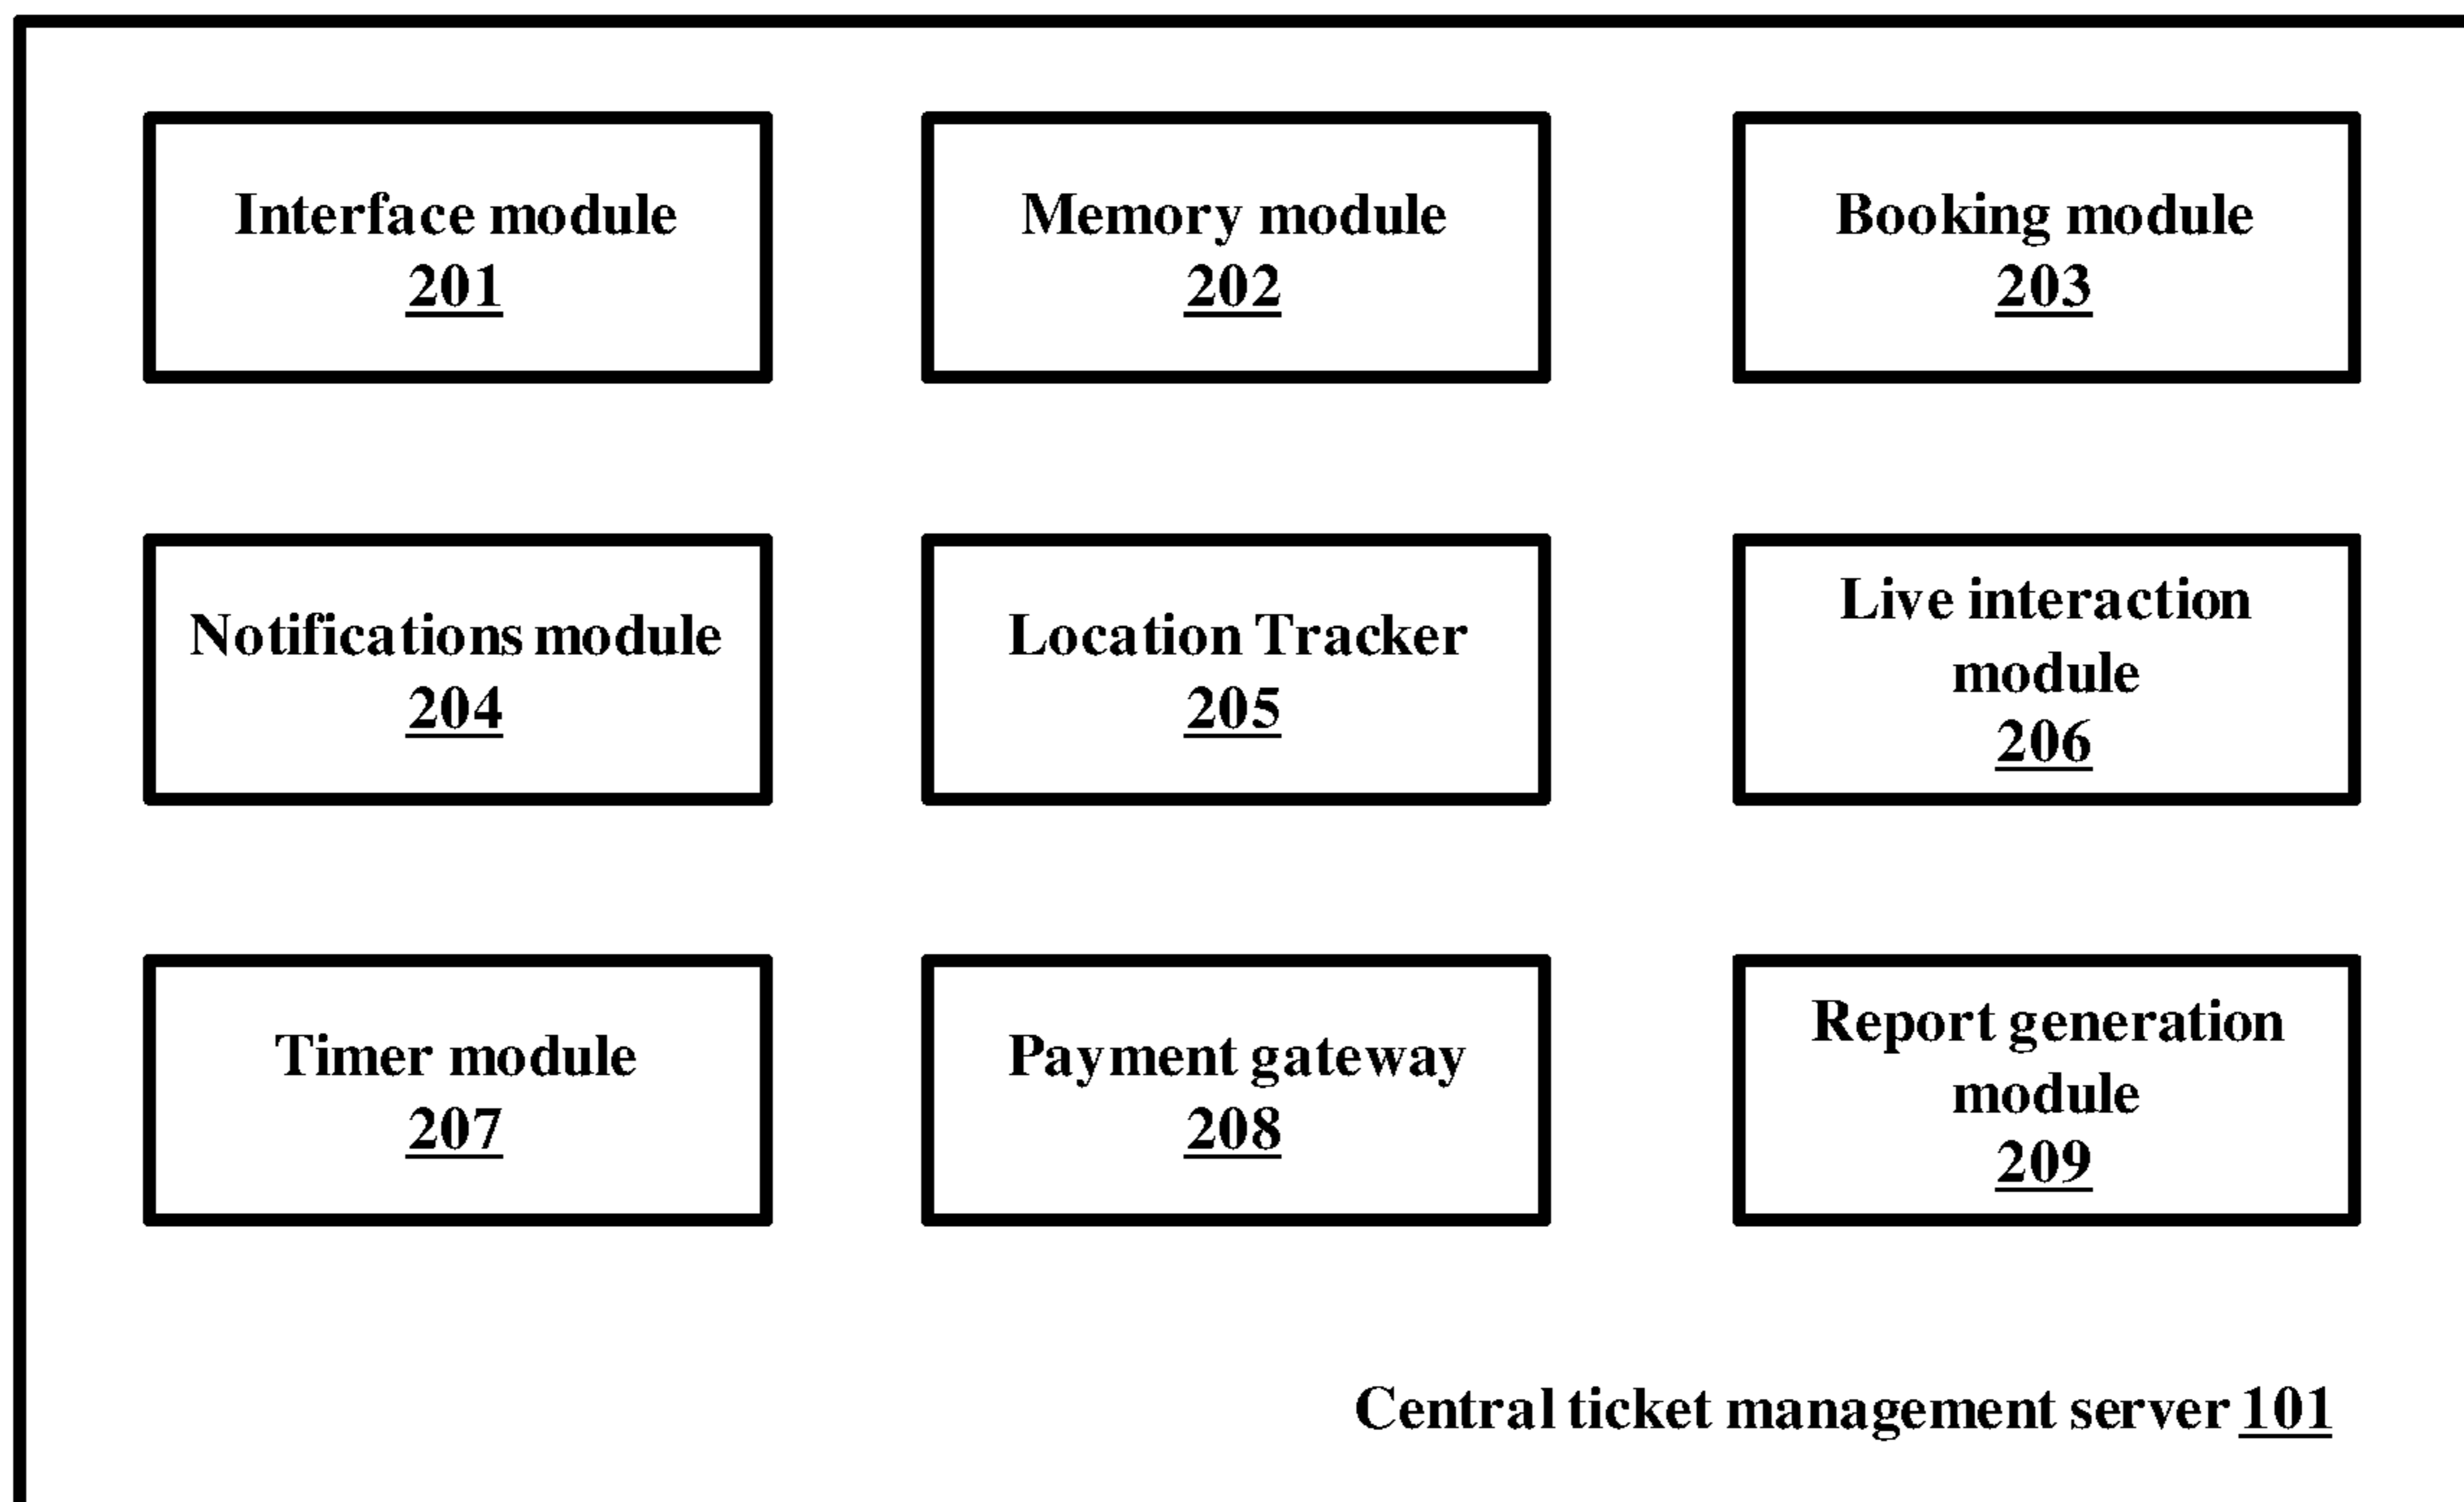 Interface module
201
Memory module
202
Booking module
203
Notifications module
204
Location Tracker
205
Live interaction
module
206
Timer module
207
Payment gateway
208
Report generation
module
209
Central ticket management server 101